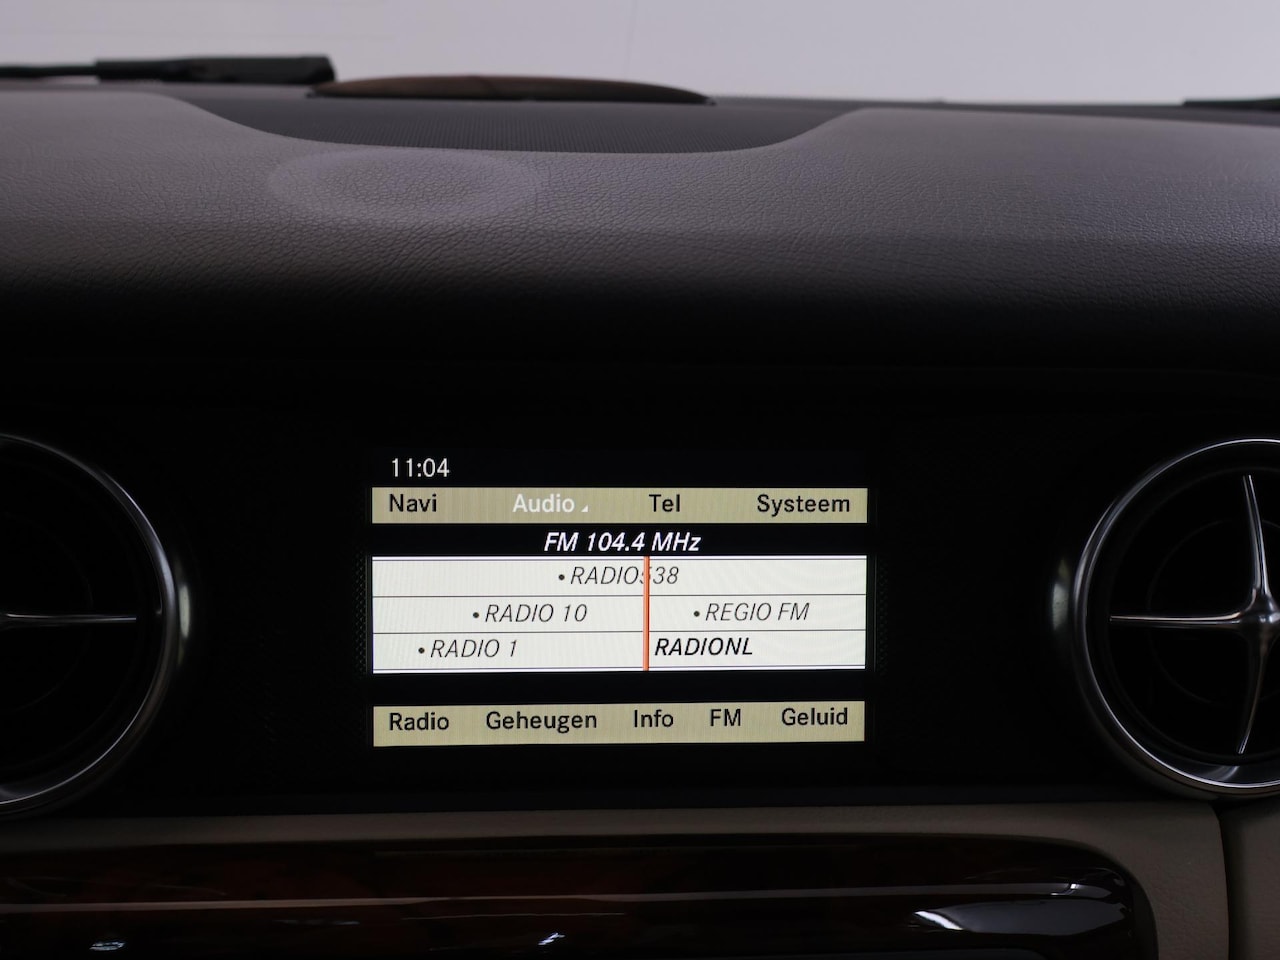 11:04
Navi Audio Tel Systeem
FM 104.4 MHz
•RADIO538
•RADIO 10 •REGIO FM
•RADIO 1 RADIONL
Radio Geheugen Info FM Geluid